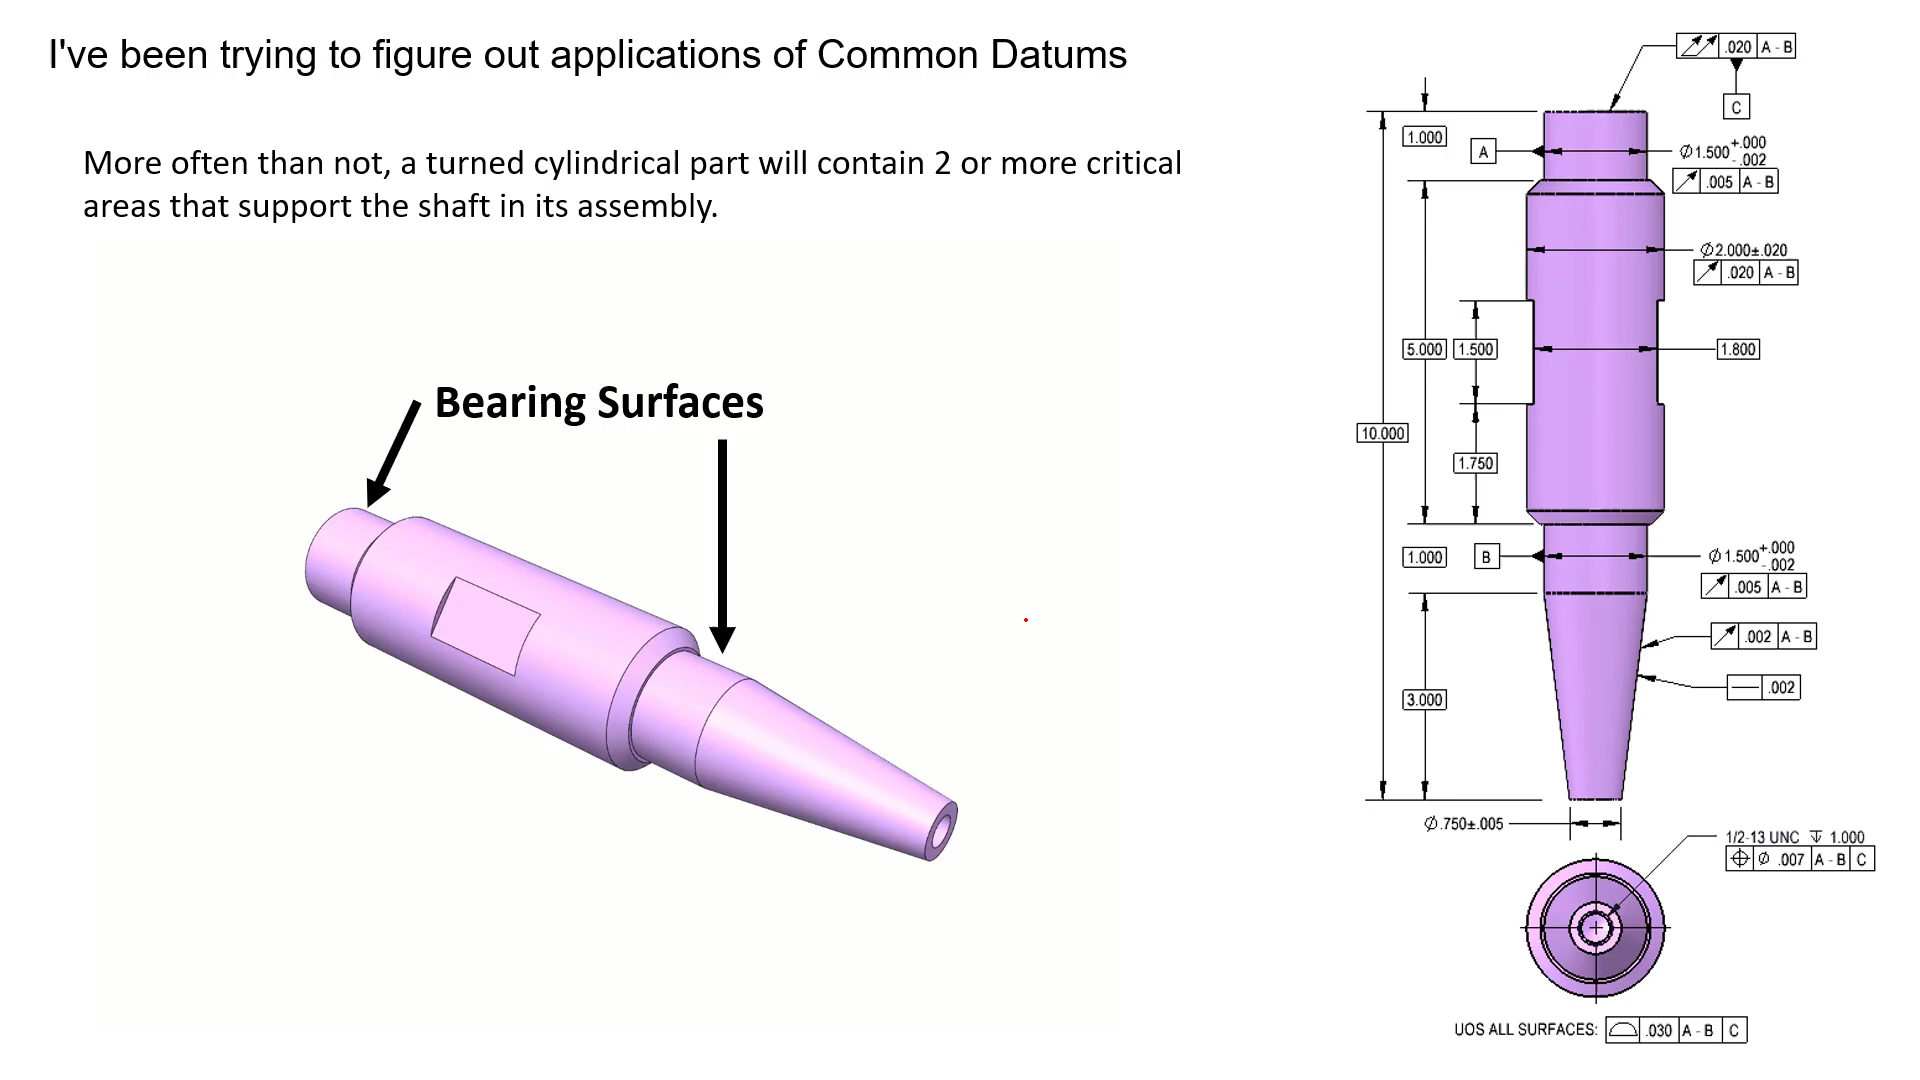 I've been trying to figure out applications of Common Datums
More often than not, a turned cylindrical part will contain 2 or more critical
areas that support the shaft in its assembly.
Bearing Surfaces
.020 A - B
C
1.000
A
⌀1.500 +.000
-.002
.005 A - B
⌀2.000±.020
.020 A - B
5.000
1.500
1.800
10.000
1.750
1.000
B
⌀1.500 +.000
-.002
.005 A - B
.002 A - B
.002
3.000
⌀.750±.005
1/2-13 UNC ↧ 1.000
⌖ ⌀ .007 A - B C
UOS ALL SURFACES: ⌓ .030 A - B C